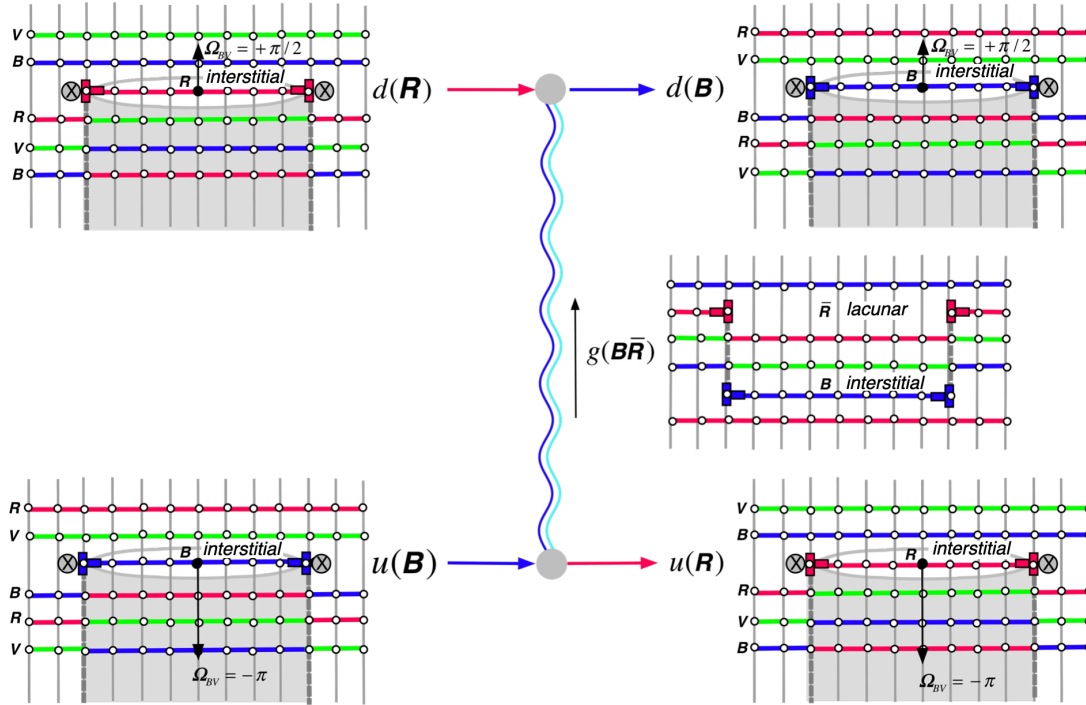 V
Ω_BV = +π/2
B
R interstitial
R
V
B
d(R)
d(B)
R
Ω_BV = +π/2
V
B interstitial
B
R
V
R̄ lacunar
g(BR̄)
B interstitial
R
V
B interstitial
B
R
V
Ω_BV = −π
u(B)
u(R)
V
B
R interstitial
R
V
B
Ω_BV = −π